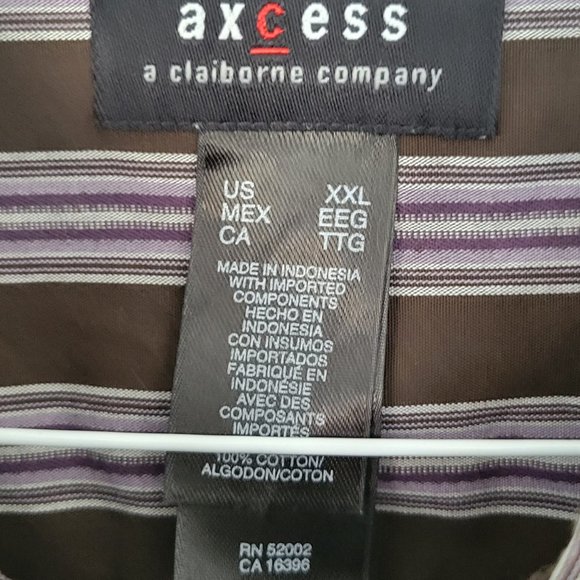 axcess
a claiborne company
US XXL
MEX EEG
CA TTG
MADE IN INDONESIA
WITH IMPORTED
COMPONENTS
HECHO EN
INDONESIA
CON INSUMOS
IMPORTADOS
FABRIQUÉ EN
INDONÉSIE
AVEC DES
COMPOSANTS
IMPORTÉS
100% COTTON/
ALGODON/COTON
RN 52002
CA 16396